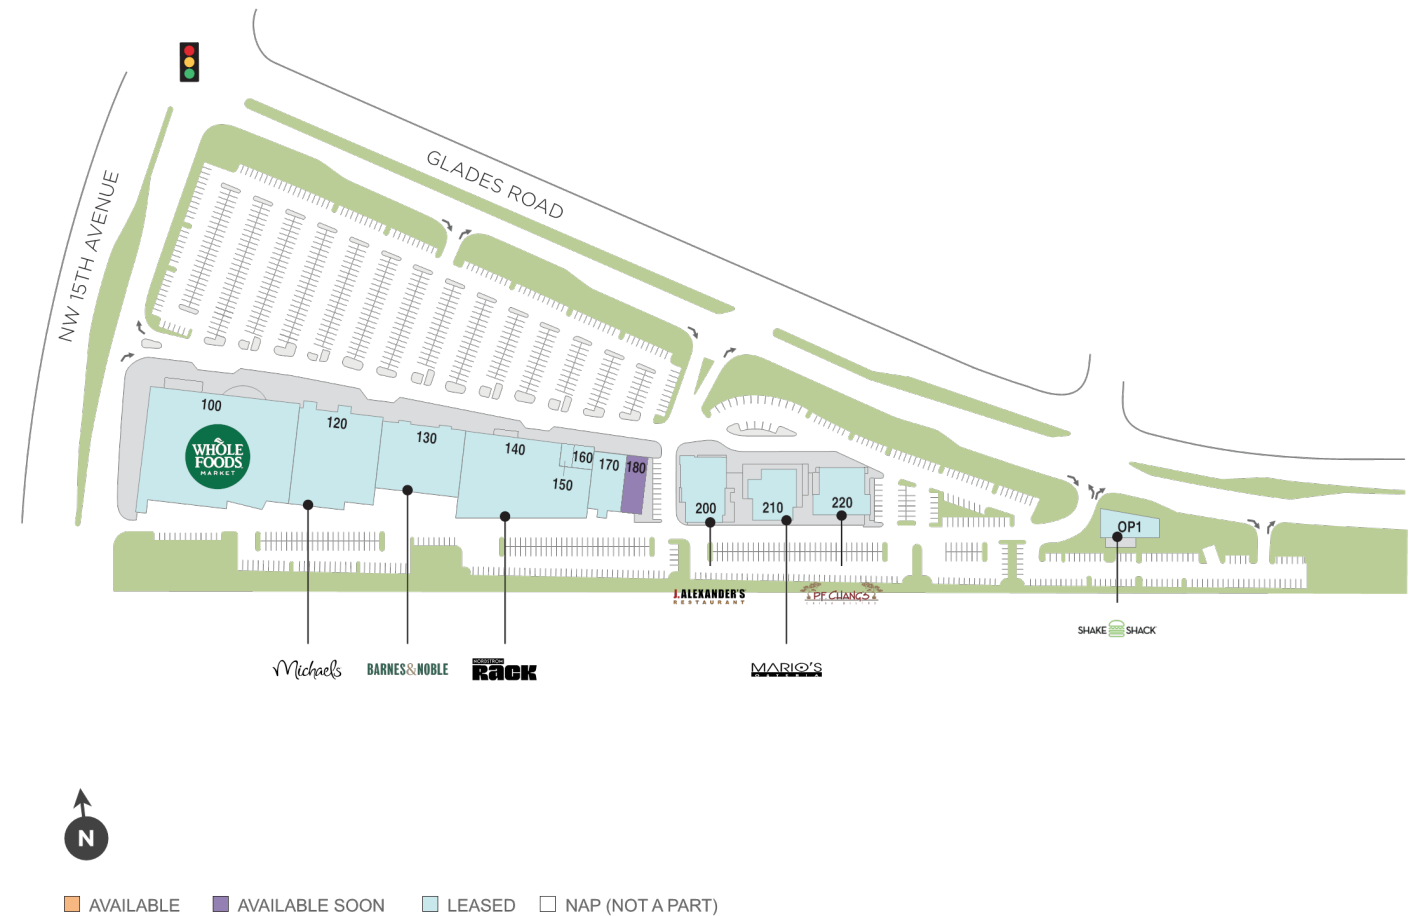 GLADES ROAD
NW 15TH AVENUE
100
WHOLE
FOODS
MARKET
120
130
140
150
160
170
180
200
210
220
OP1
J.ALEXANDER'S
RESTAURANT
P.F. CHANG'S
SHAKE SHACK
Michaels
BARNES&NOBLE
NORDSTROM
RACK
MARIO'S
OSTERIA
N
AVAILABLE
AVAILABLE SOON
LEASED
NAP (NOT A PART)